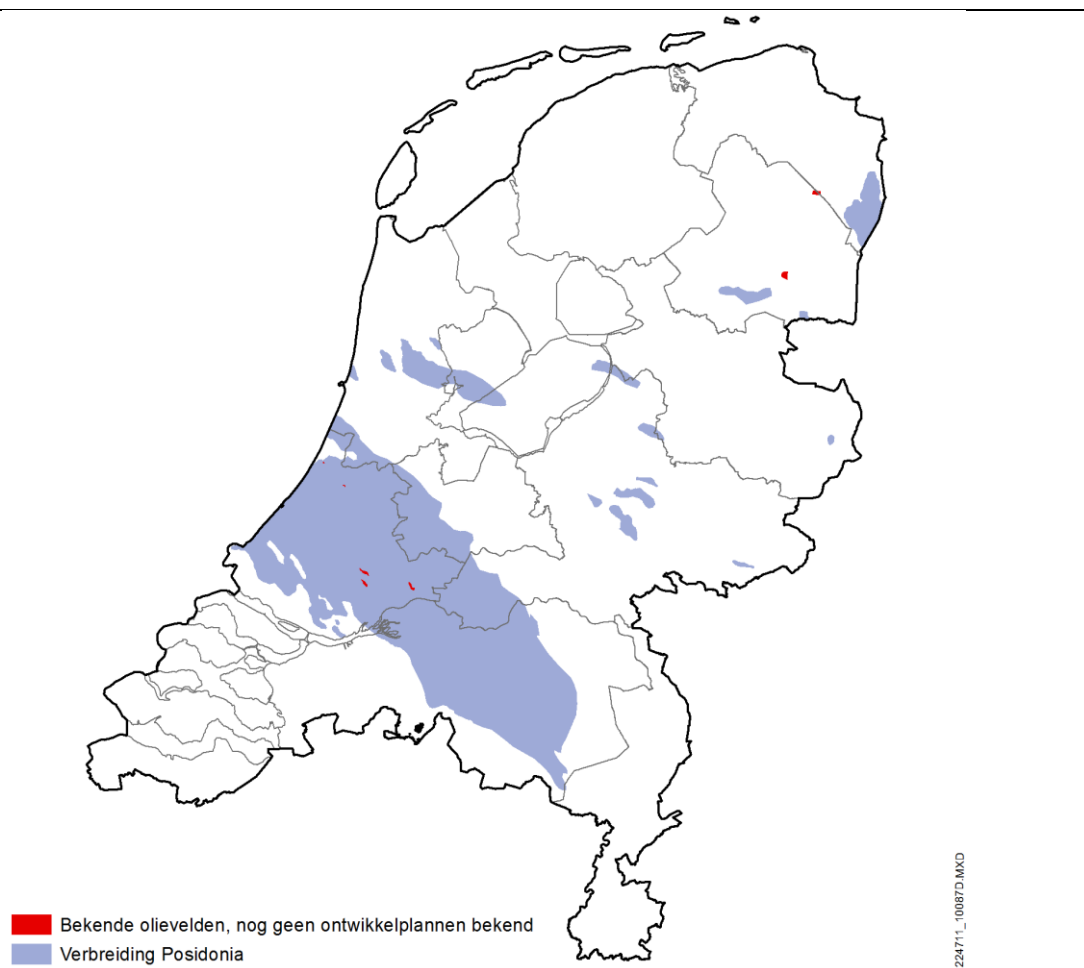 Bekende olievelden, nog geen ontwikkelplannen bekend
Verbreiding Posidonia
224711_10087D.MXD